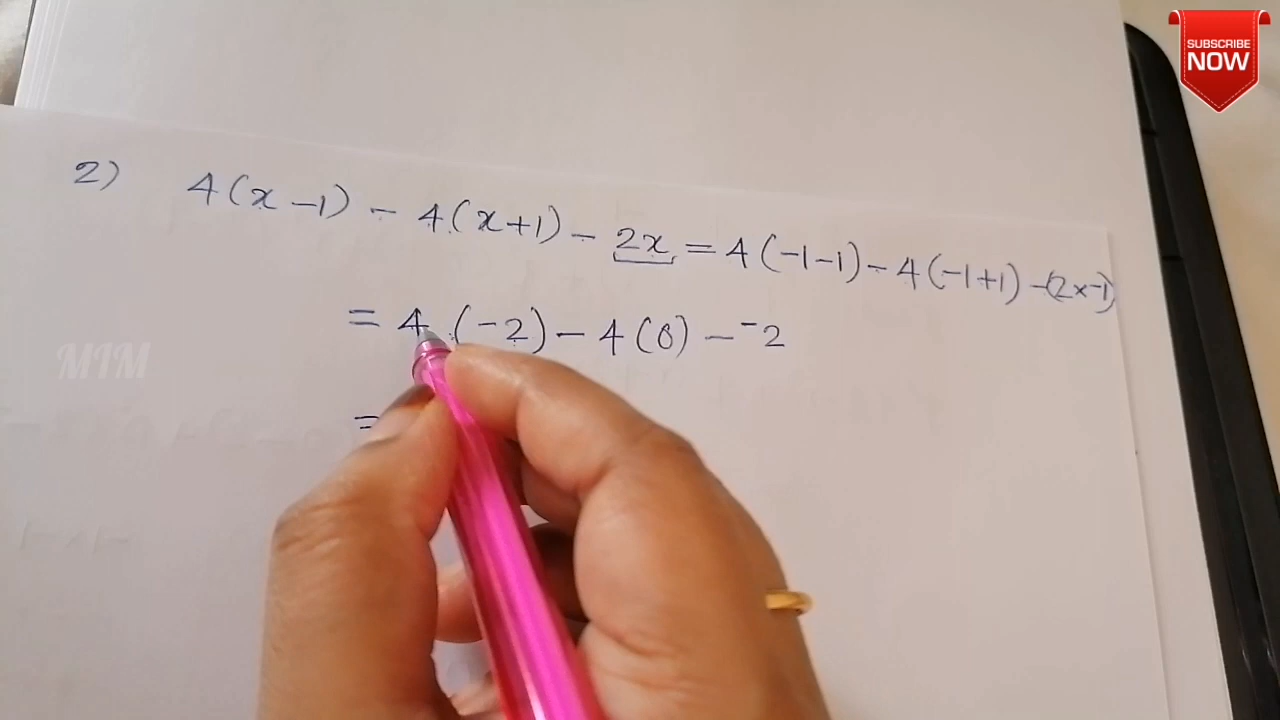 SUBSCRIBE
NOW
2) 4(x-1) - 4(x+1) - 2x = 4(-1-1) - 4(-1+1) - (2x-1)
= 4 (-2) - 4(0) - -2
MIM
=